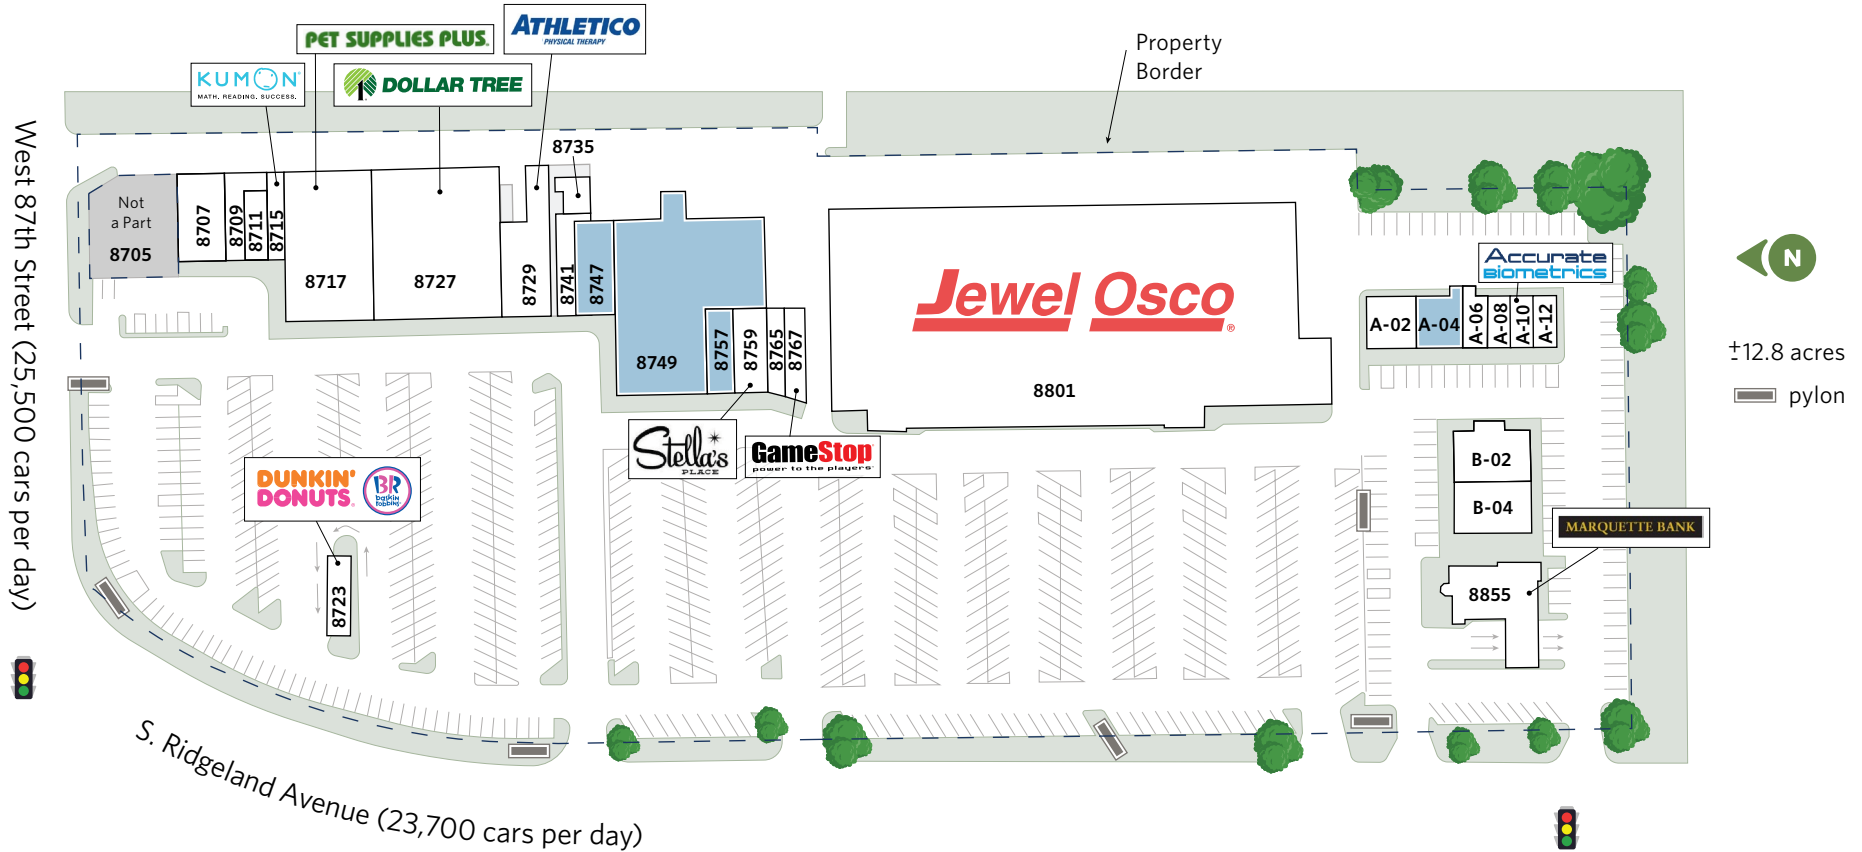 ATHLETICO
PHYSICAL THERAPY
PET SUPPLIES PLUS.
KUMON
MATH. READING. SUCCESS.
DOLLAR TREE
Property
Border
West 87th Street (25,500 cars per day)
Not
a Part
8705
8707
8709
8711
8715
8717
8727
8729
8735
8741
8747
8749
8757
8759
8765
8767
Jewel Osco
8801
Accurate
Biometrics
A-02
A-04
A-06
A-08
A-10
A-12
N
±12.8 acres
pylon
Stella's
PLACE
GameStop
power to the players
DUNKIN'
DONUTS
BR
baskin
robbins
8723
B-02
B-04
MARQUETTE BANK
8855
S. Ridgeland Avenue (23,700 cars per day)